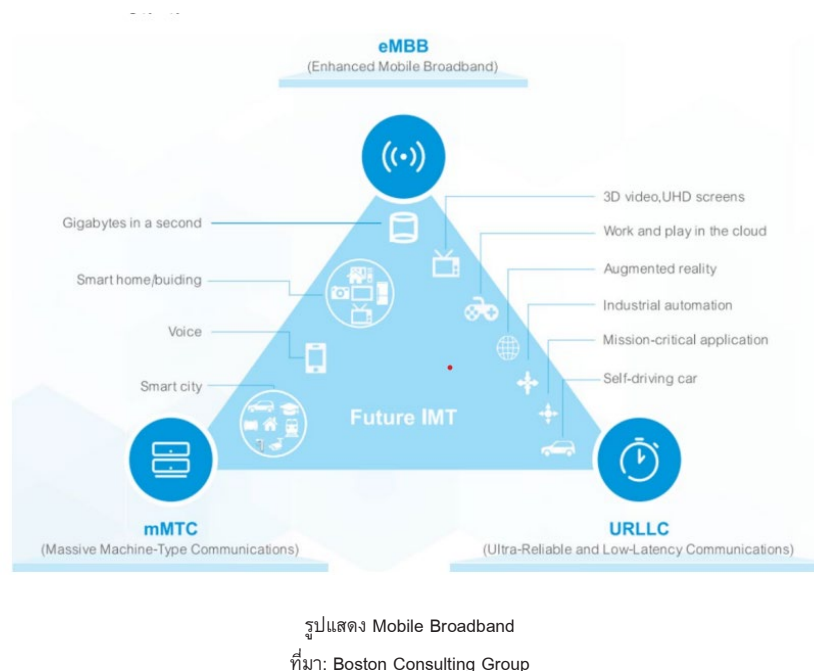 eMBB
(Enhanced Mobile Broadband)
Gigabytes in a second
Smart home/buiding
Voice
Smart city
3D video,UHD screens
Work and play in the cloud
Augmented reality
Industrial automation
Mission-critical application
Self-driving car
Future IMT
mMTC
(Massive Machine-Type Communications)
URLLC
(Ultra-Reliable and Low-Latency Communications)
รูปแสดง Mobile Broadband
ที่มา: Boston Consulting Group